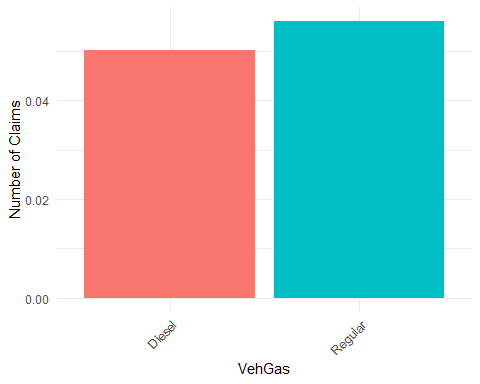 Number of Claims
0.04
0.02
0.00
Diesel
Regular
VehGas